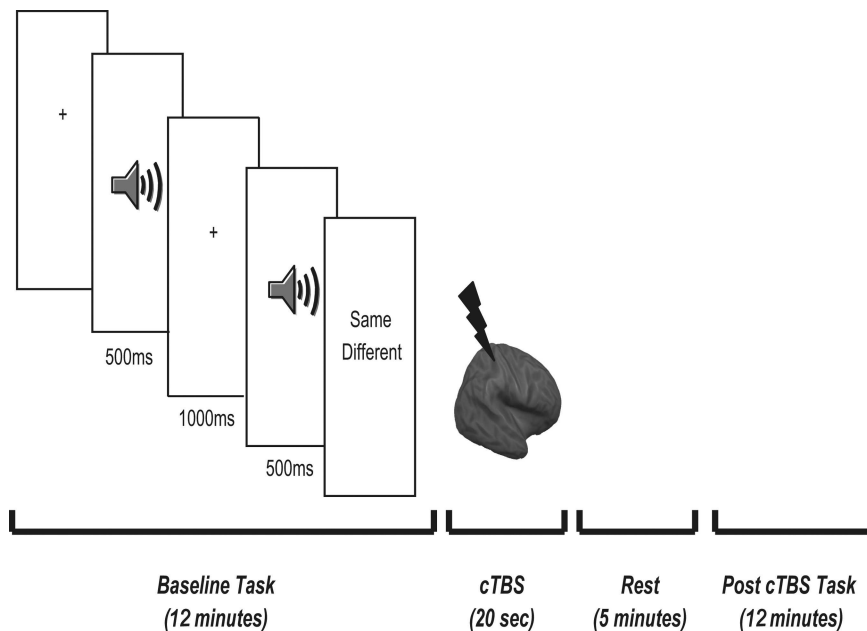 +
500ms
+
1000ms
500ms
Same
Different
Baseline Task
(12 minutes)
cTBS
(20 sec)
Rest
(5 minutes)
Post cTBS Task
(12 minutes)